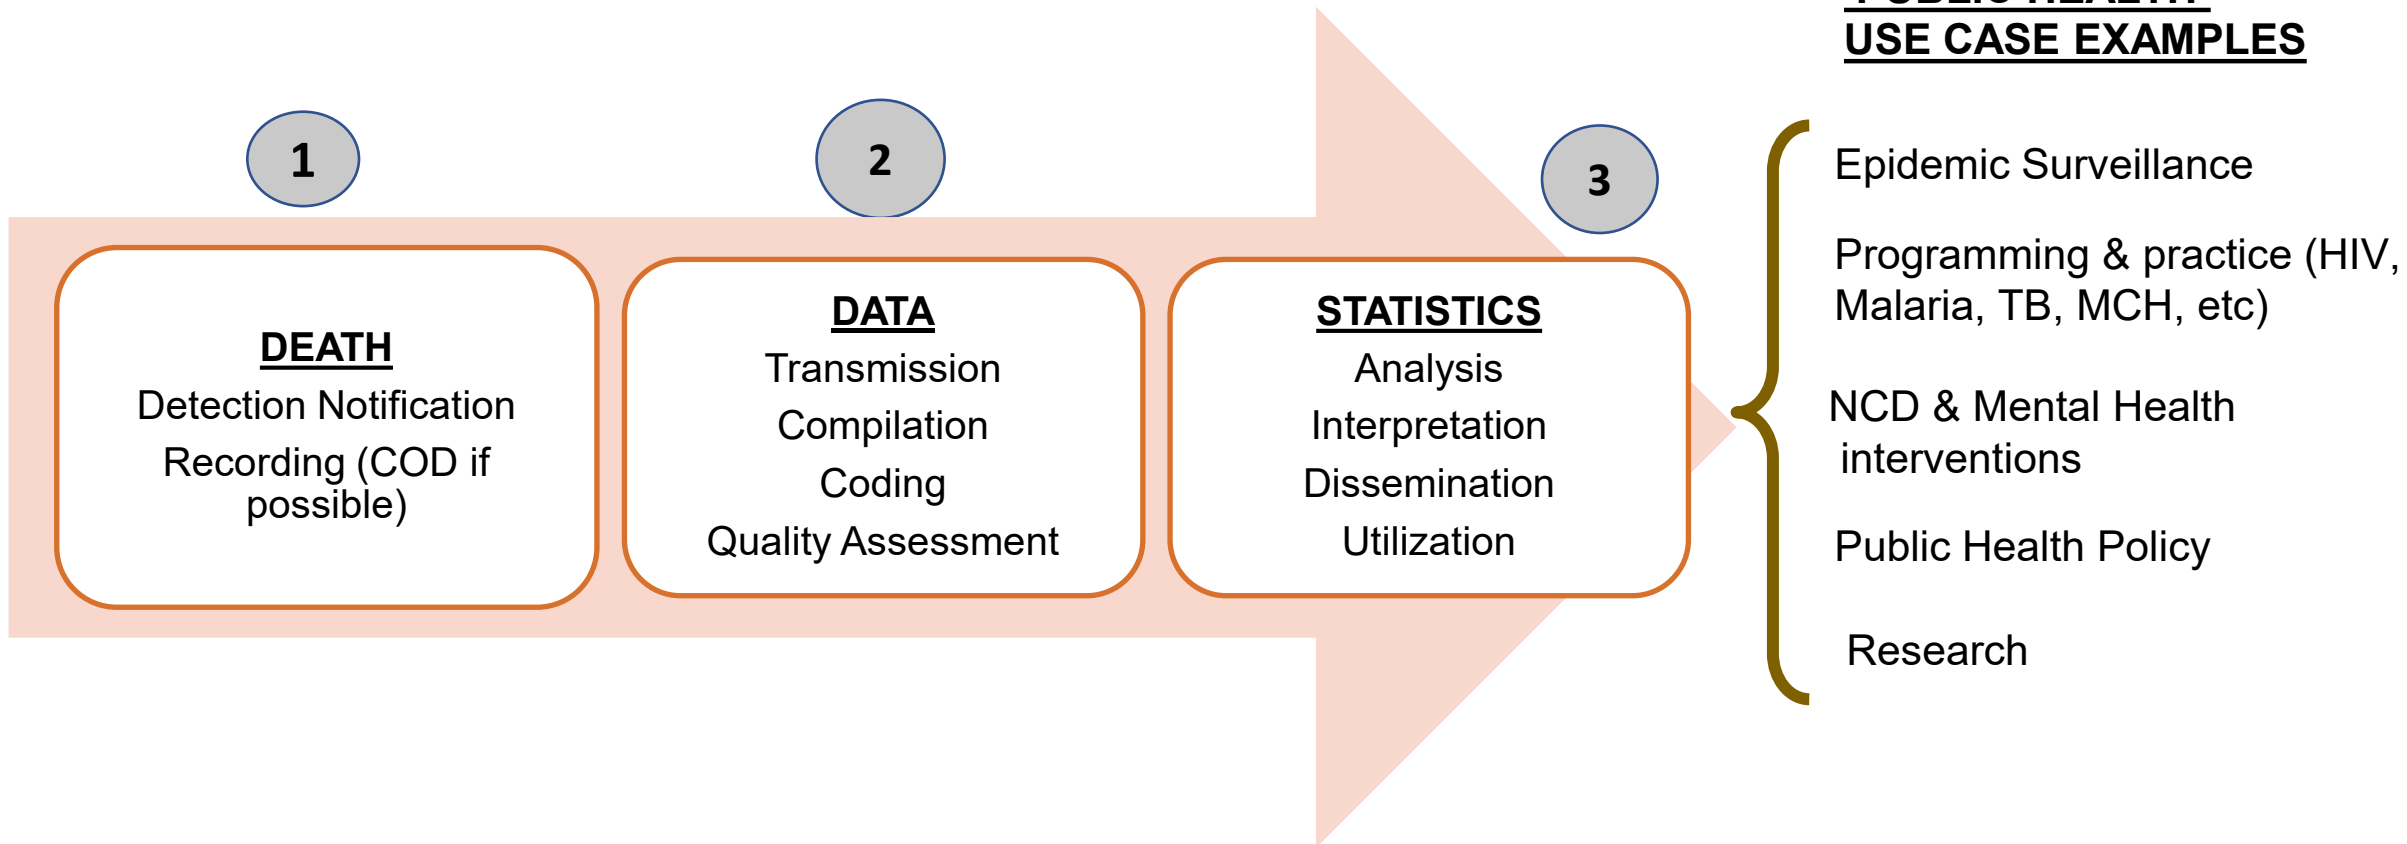 PUBLIC HEALTH
USE CASE EXAMPLES
1
2
3
DEATH
Detection Notification
Recording (COD if
possible)
DATA
Transmission
Compilation
Coding
Quality Assessment
STATISTICS
Analysis
Interpretation
Dissemination
Utilization
Epidemic Surveillance
Programming & practice (HIV,
Malaria, TB, MCH, etc)
NCD & Mental Health
interventions
Public Health Policy
Research